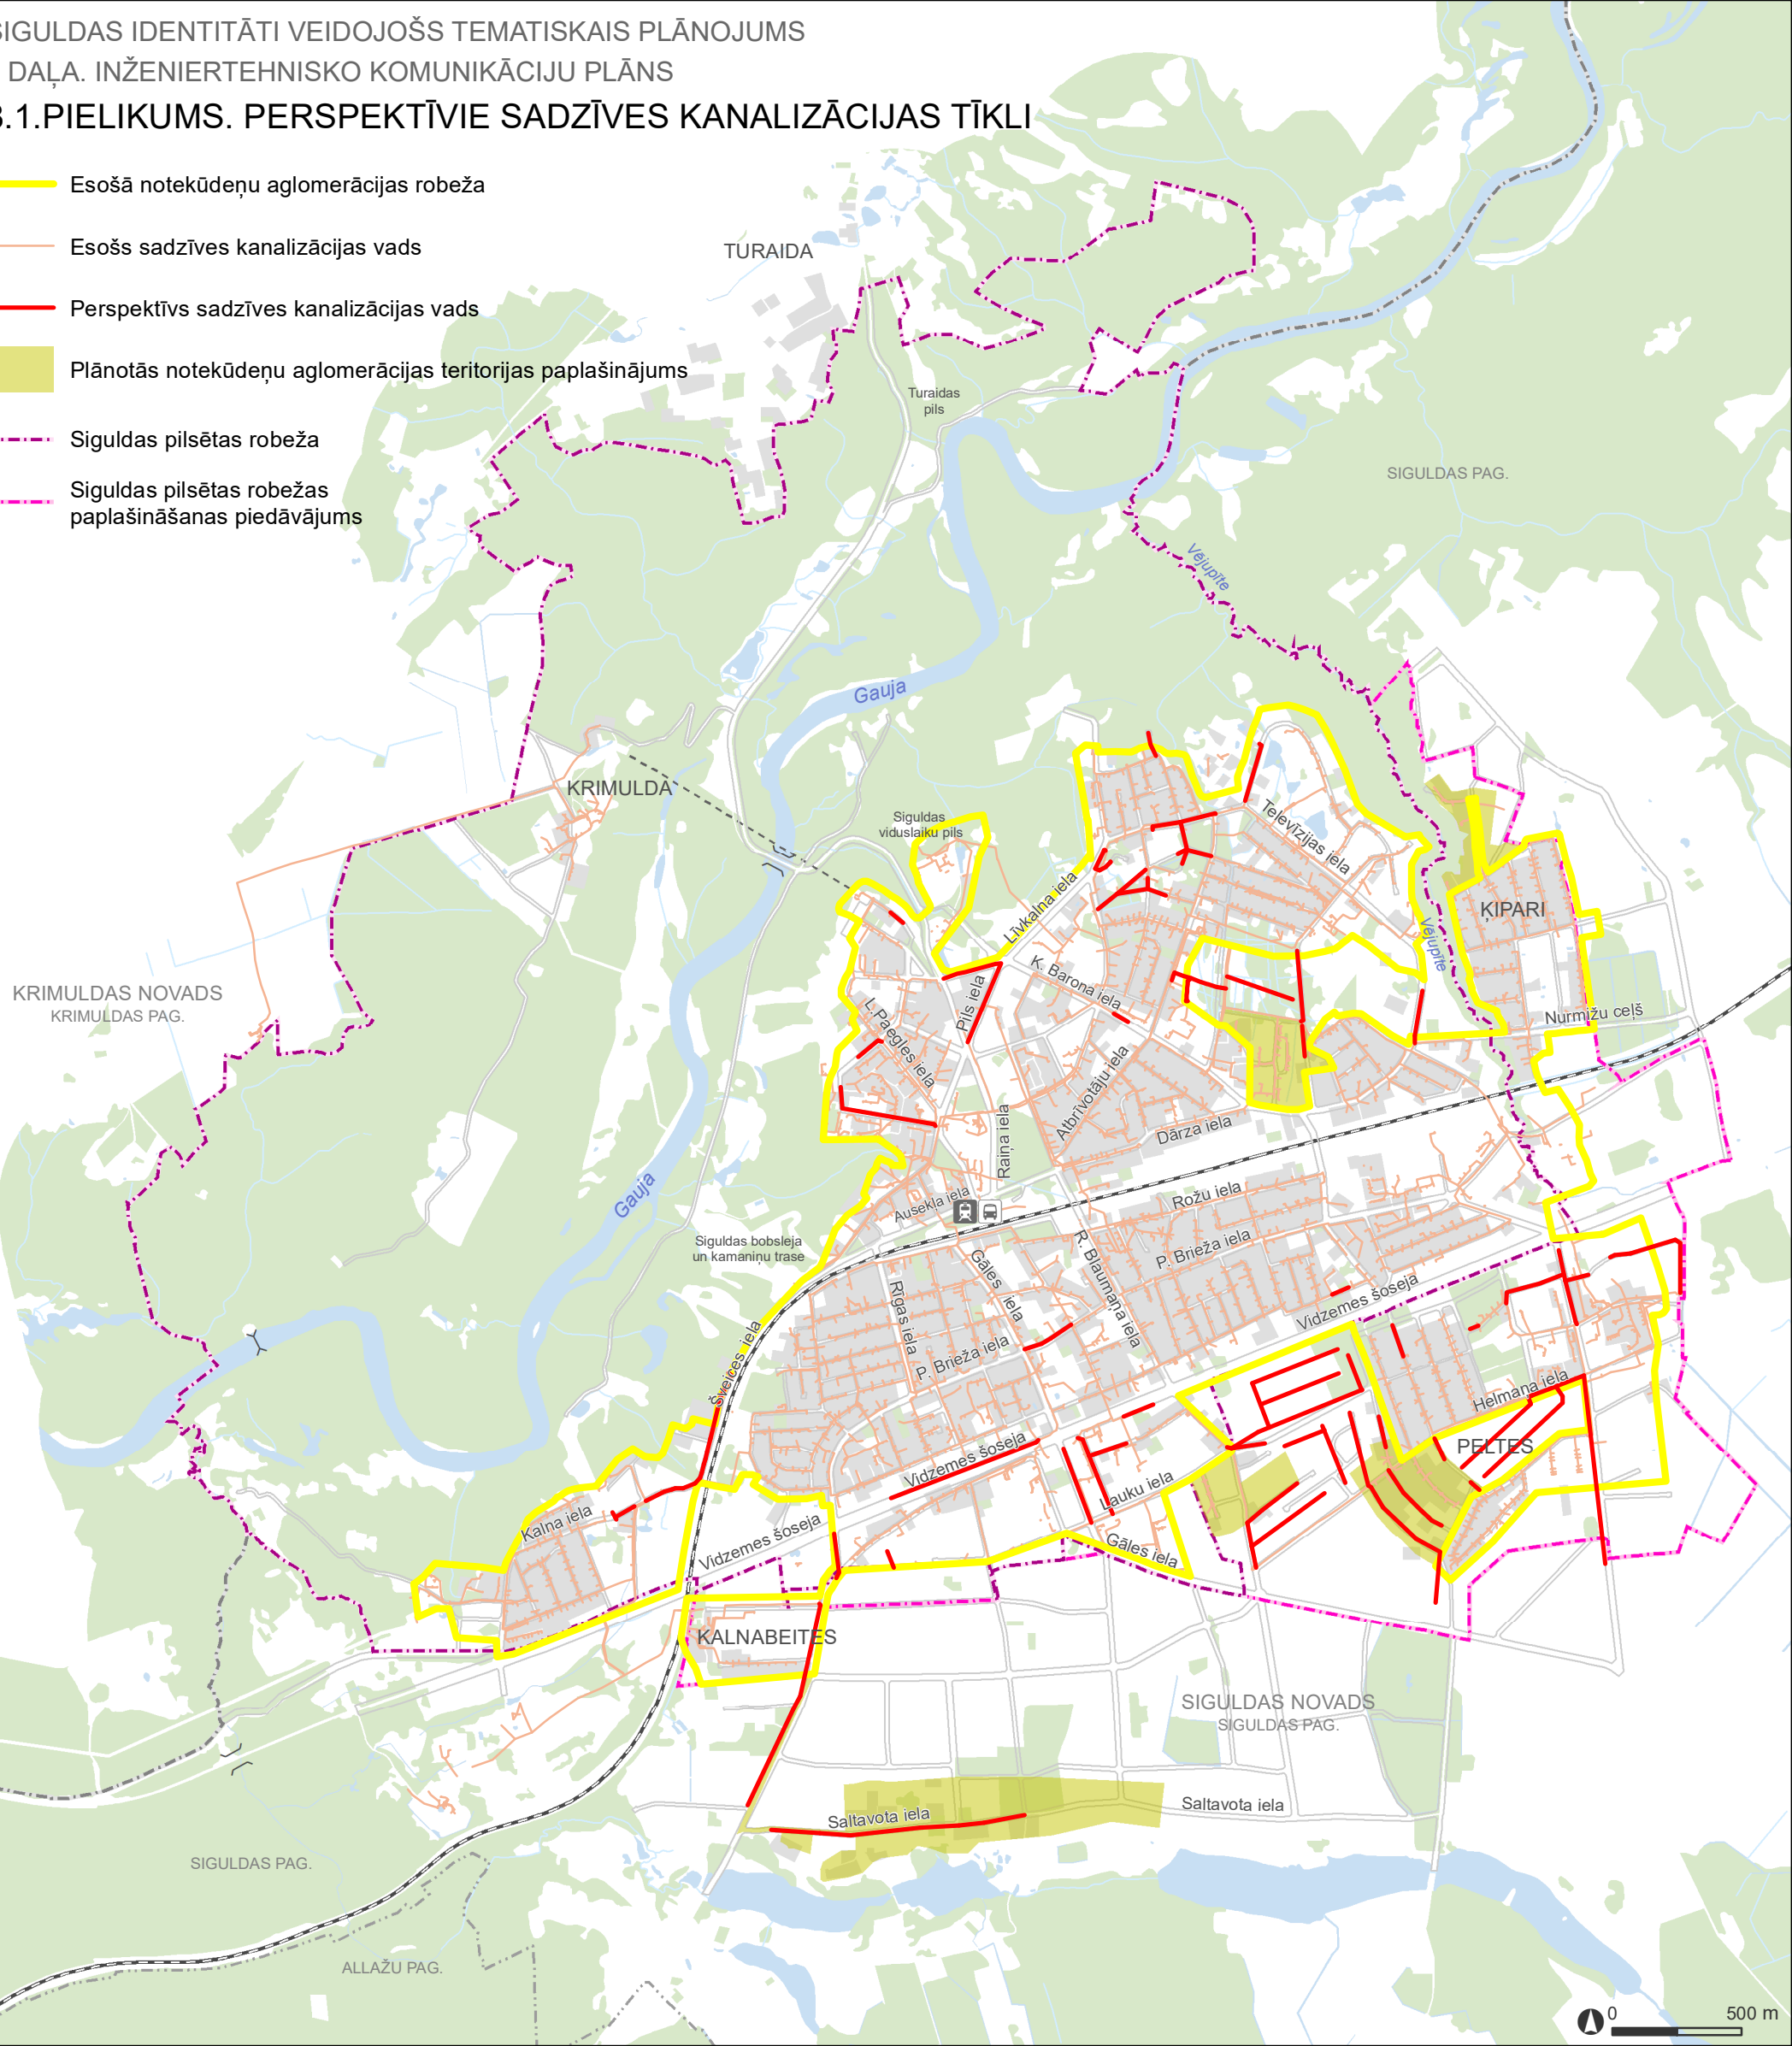 SIGULDAS IDENTITĀTI VEIDOJOŠS TEMATISKAIS PLĀNOJUMS
DAĻA. INŽENIERTEHNISKO KOMUNIKĀCIJU PLĀNS
3.1.PIELIKUMS. PERSPEKTĪVIE SADZĪVES KANALIZĀCIJAS TĪKLI
Esošā notekūdeņu aglomerācijas robeža
Esošs sadzīves kanalizācijas vads
Perspektīvs sadzīves kanalizācijas vads
Plānotās notekūdeņu aglomerācijas teritorijas paplašinājums
Siguldas pilsētas robeža
Siguldas pilsētas robežas
paplašināšanas piedāvājums
TURAIDA
Turaidas
pils
SIGULDAS PAG.
Vējupīte
Gauja
KRIMULDA
Siguldas
viduslaiku pils
Televīzijas iela
Līvkalna iela
ĶIPARI
Vējupīte
K. Barona iela
KRIMULDAS NOVADS
KRIMULDAS PAG.
Pils iela
L.Paegles iela
Nurmižu ceļš
Atbrīvotāju iela
Raiņa iela
Dārza iela
Gauja
Ausekla iela
Rožu iela
Siguldas bobsleja
un kamaniņu trase
P. Brieža iela
R. Blaumaņa iela
Gāles iela
Rīgas iela
Vidzemes šoseja
Šveices iela
P. Brieža iela
Helmaņa iela
PELTES
Vidzemes šoseja
Lauku iela
Kalna iela
Vidzemes šoseja
Gāles iela
KALNABEITES
SIGULDAS NOVADS
SIGULDAS PAG.
Saltavota iela
Saltavota iela
SIGULDAS PAG.
ALLAŽU PAG.
0 500 m